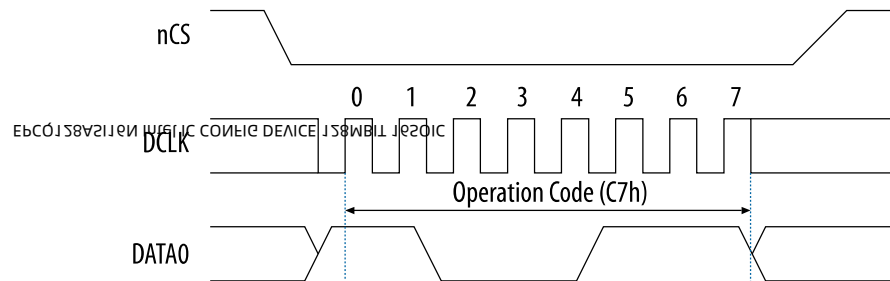 nCS
0 1 2 3 4 5 6 7
EPCQ128ASI16N Intel IC CONFIG DEVICE 128MBIT 16SOIC
DCLK
Operation Code (C7h)
DATA0